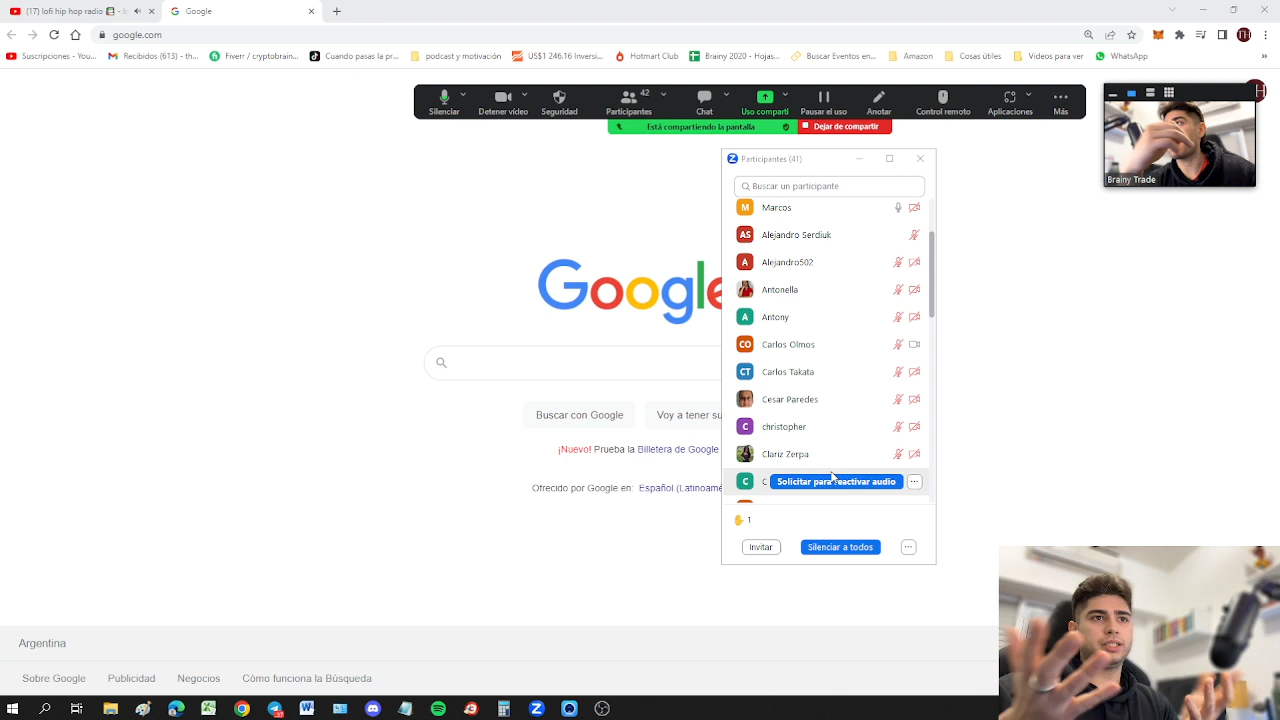 (17) lofi hip hop radio
Google
google.com
Suscripciones - You...
Recibidos (613) - th...
Fiverr / cryptobrain...
Cuando pasas la pr...
podcast y motivación
US$1 246.16 Inversi...
Hotmart Club
Brainy 2020 - Hojas...
Buscar Eventos en...
Amazon
Cosas útiles
Videos para ver
WhatsApp
»
Silenciar
Detener video
Seguridad
42
Participantes
Chat
Uso comparti
Pausar el uso
Anotar
Control remoto
Aplicaciones
Más
Está compartiendo la pantalla
Dejar de compartir
Brainy Trade
Participantes (41)
Buscar un participante
M Marcos
AS Alejandro Serdiuk
A Alejandro502
Antonella
A Antony
CO Carlos Olmos
CT Carlos Takata
Cesar Paredes
C christopher
Clariz Zerpa
C C Solicitar para reactivar audio
1
Invitar
Silenciar a todos
Google
Buscar con Google
Voy a tener su
¡Nuevo! Prueba la Billetera de Google
Ofrecido por Google en: Español (Latinoamé
Argentina
Sobre Google
Publicidad
Negocios
Cómo funciona la Búsqueda